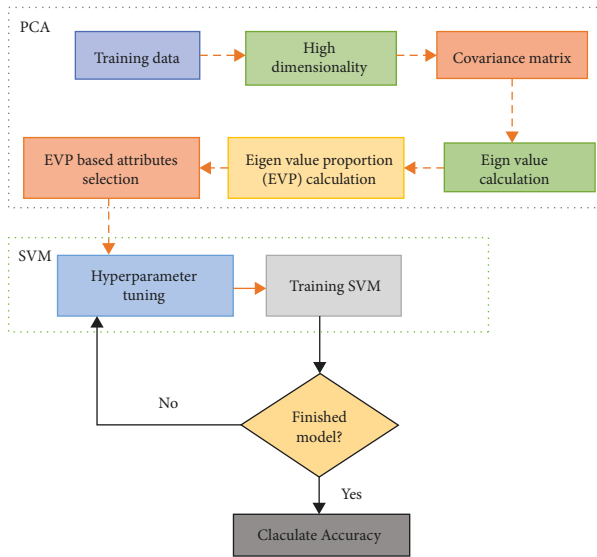 PCA
Training data
High
dimensionality
Covariance matrix
EVP based attributes
selection
Eigen value proportion
(EVP) calculation
Eign value
calculation
SVM
Hyperparameter
tuning
Training SVM
No
Finished
model?
Yes
Claculate Accuracy